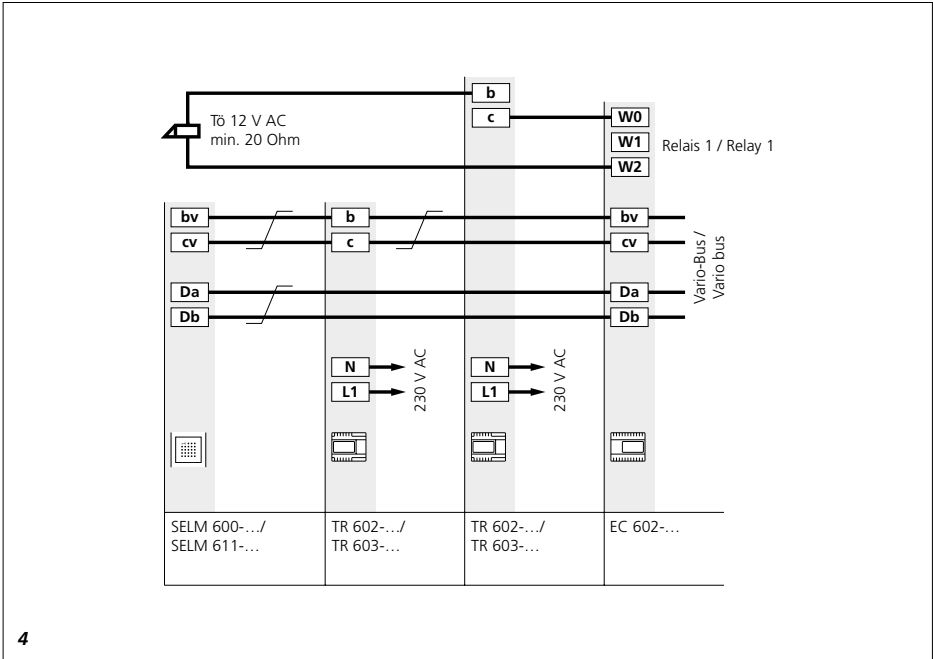 b
c
Tö 12 V AC
min. 20 Ohm
W0
W1
W2
Relais 1 / Relay 1
bv
b
bv
cv
c
cv
Vario-Bus /
Vario bus
Da
Da
Db
Db
N
L1
230 V AC
N
L1
230 V AC
SELM 600-…/
SELM 611-…
TR 602-…/
TR 603-…
TR 602-…/
TR 603-…
EC 602-…
4